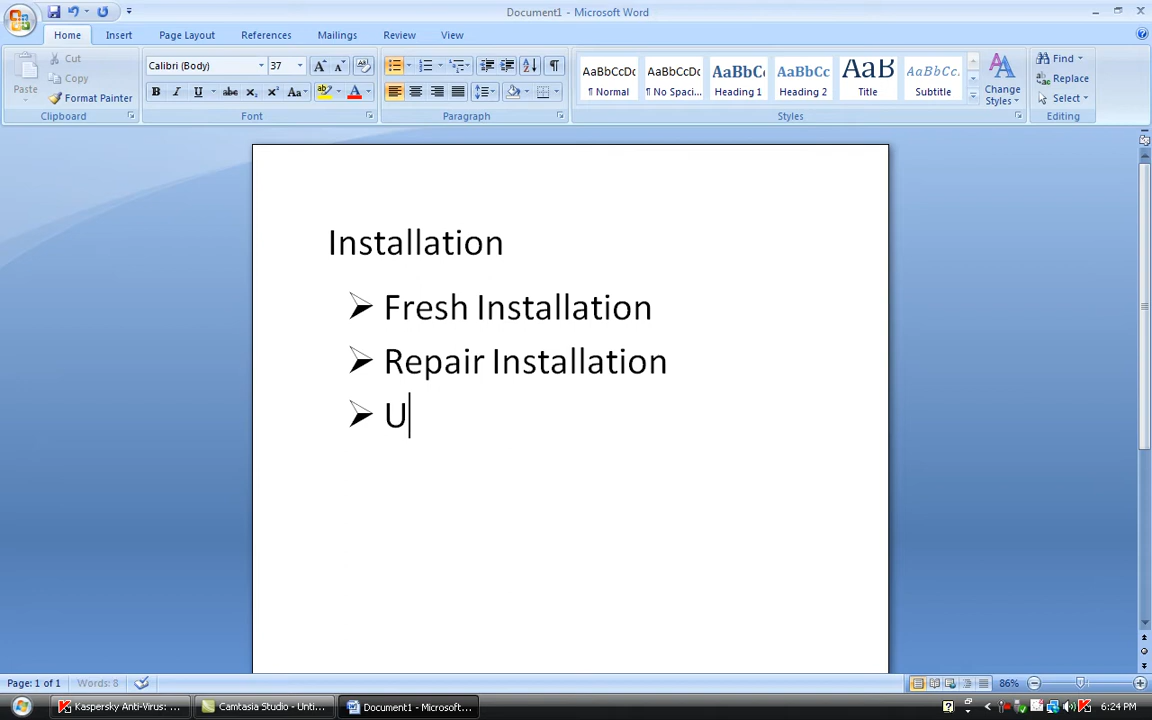 Document1 - Microsoft Word
Home Insert Page Layout References Mailings Review View
Cut
Copy
Paste
Format Painter
Clipboard
Calibri (Body) 37
Font
Paragraph
AaBbCcDc AaBbCcDc AaBbC AaBbCc AaB AaBbCc.
¶ Normal ¶ No Spaci... Heading 1 Heading 2 Title Subtitle
Change Styles
Styles
Find
Replace
Select
Editing
Installation
Fresh Installation
Repair Installation
U
Page: 1 of 1 Words: 8 86%
Kaspersky Anti-Virus: ... Camtasia Studio - Unti... Document1 - Microsoft... 6:24 PM